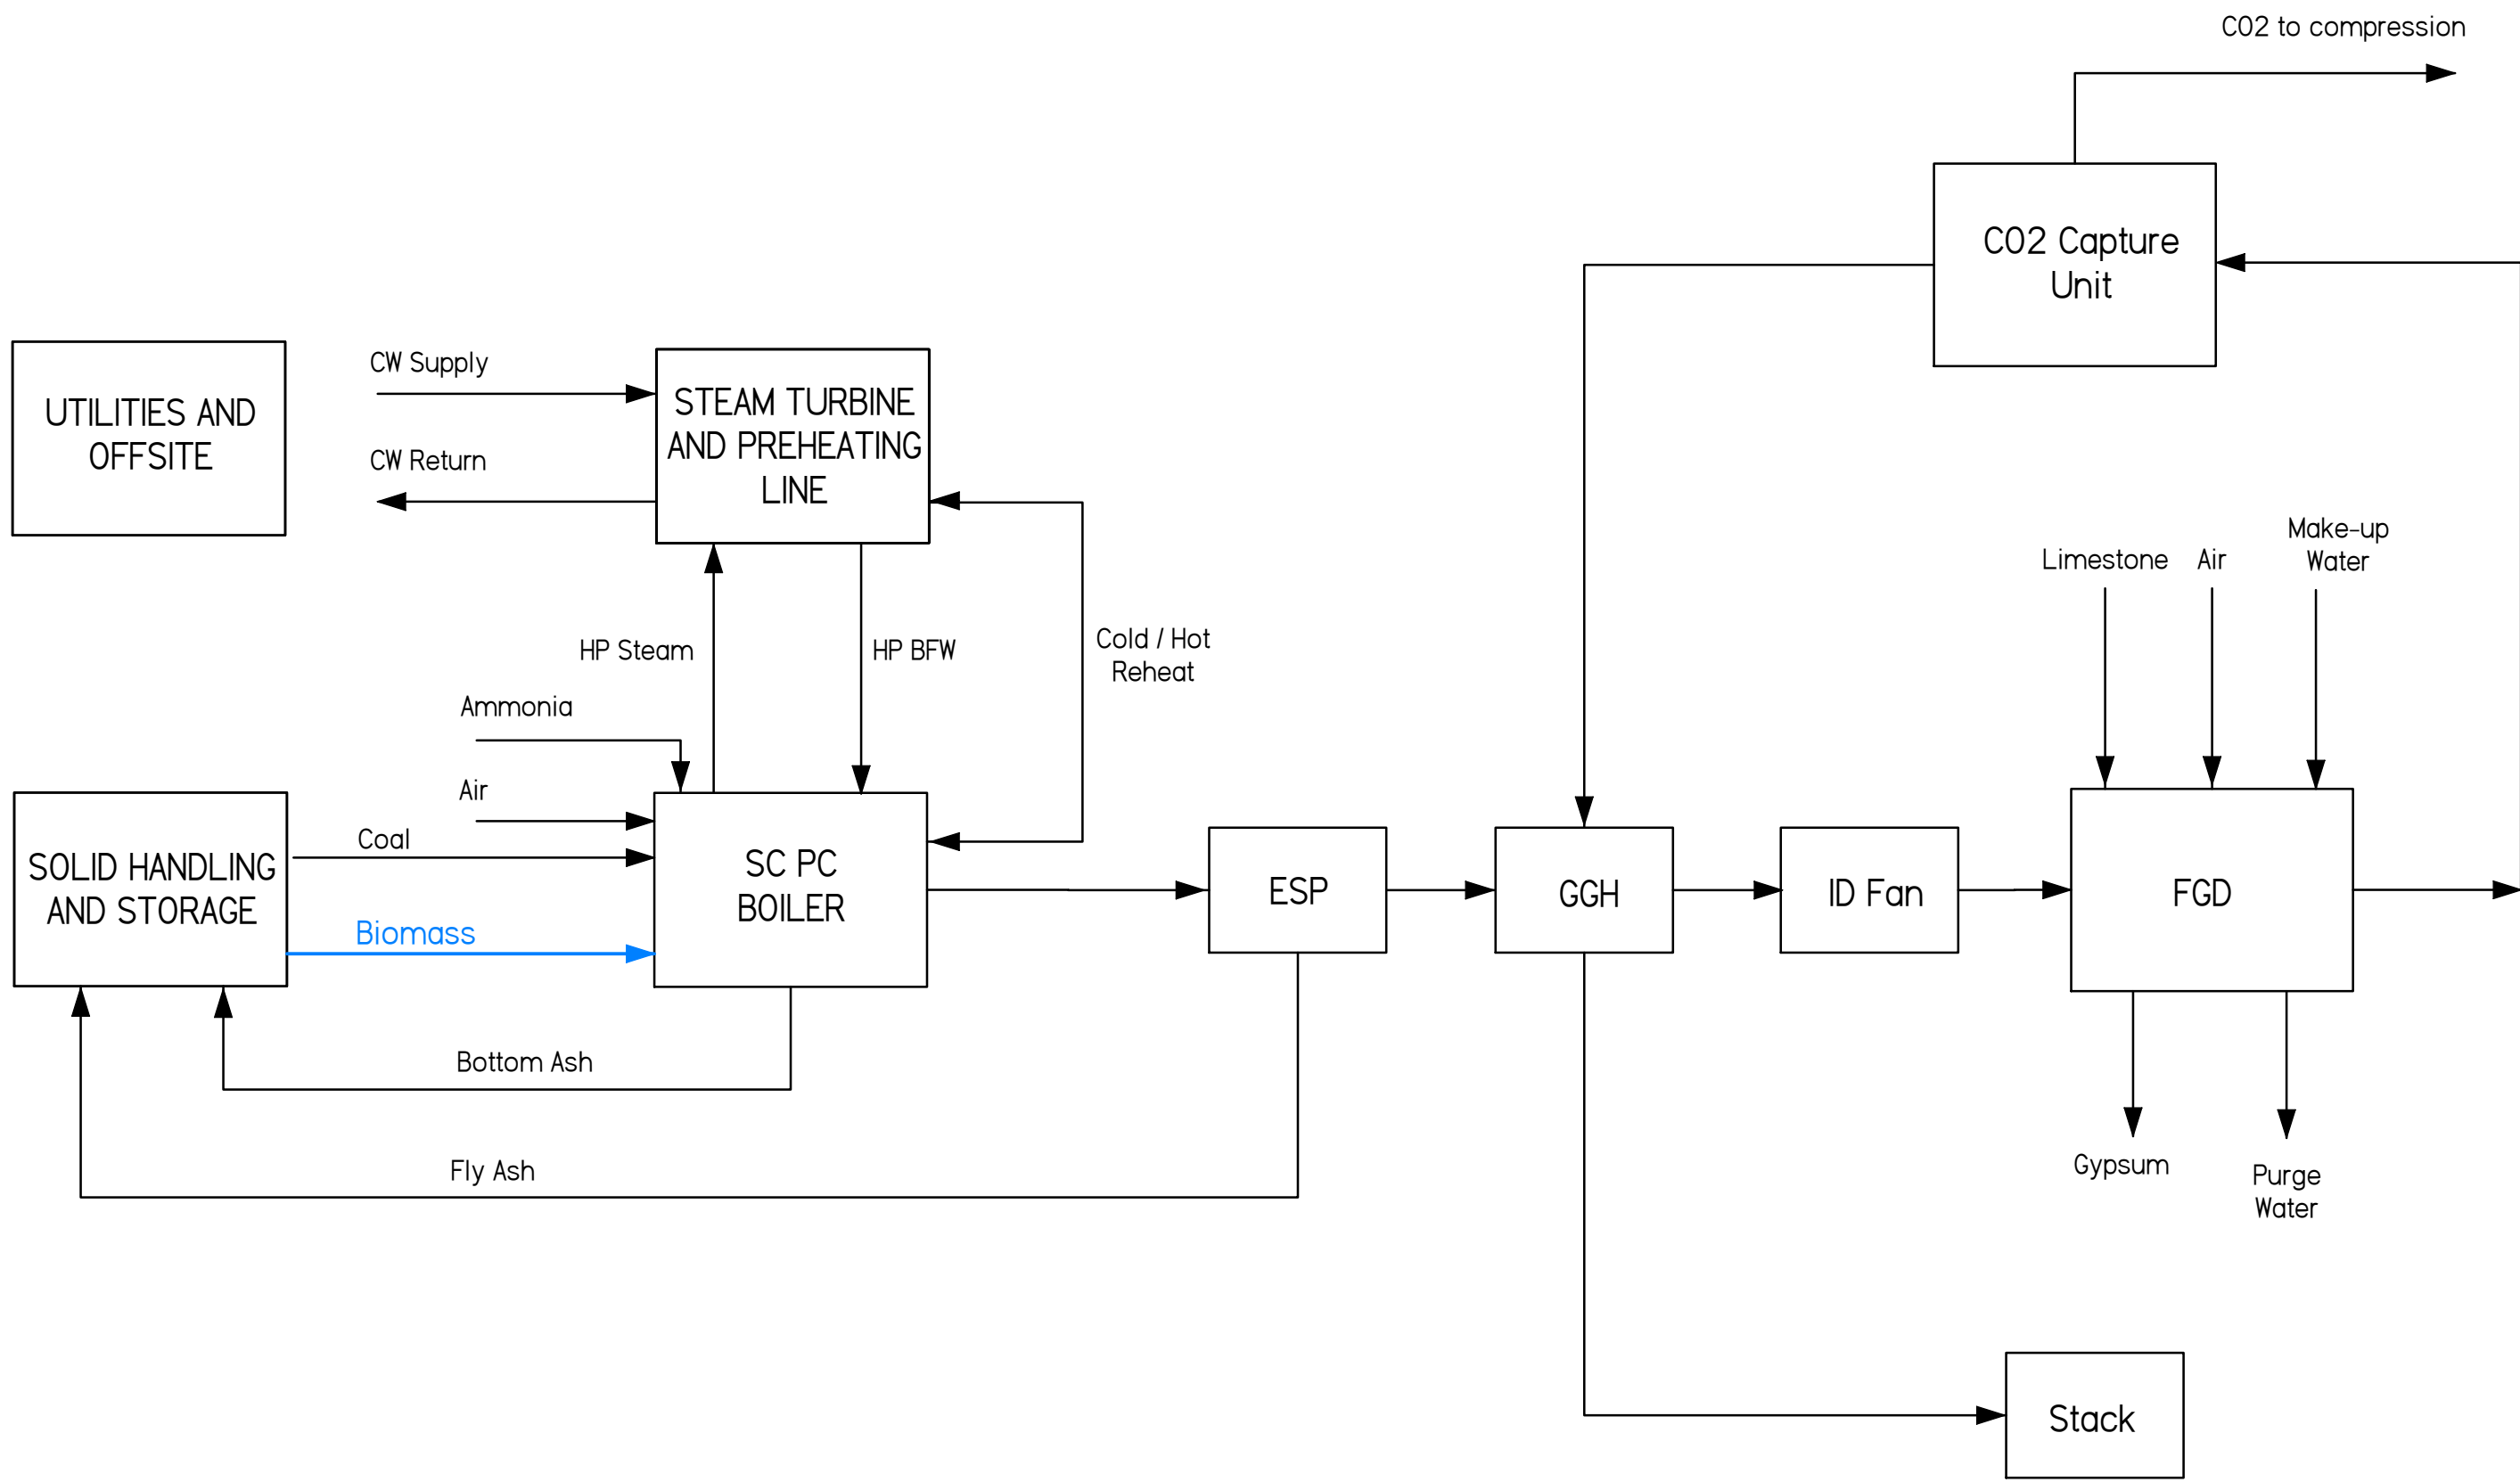 CO2 to compression
CO2 Capture
Unit
UTILITIES AND
OFFSITE
CW Supply
CW Return
STEAM TURBINE
AND PREHEATING
LINE
Limestone
Air
Make-up
Water
HP Steam
HP BFW
Cold / Hot
Reheat
Ammonia
Air
Coal
Biomass
SOLID HANDLING
AND STORAGE
SC PC
BOILER
ESP
GGH
ID Fan
FGD
Bottom Ash
Fly Ash
Gypsum
Purge
Water
Stack